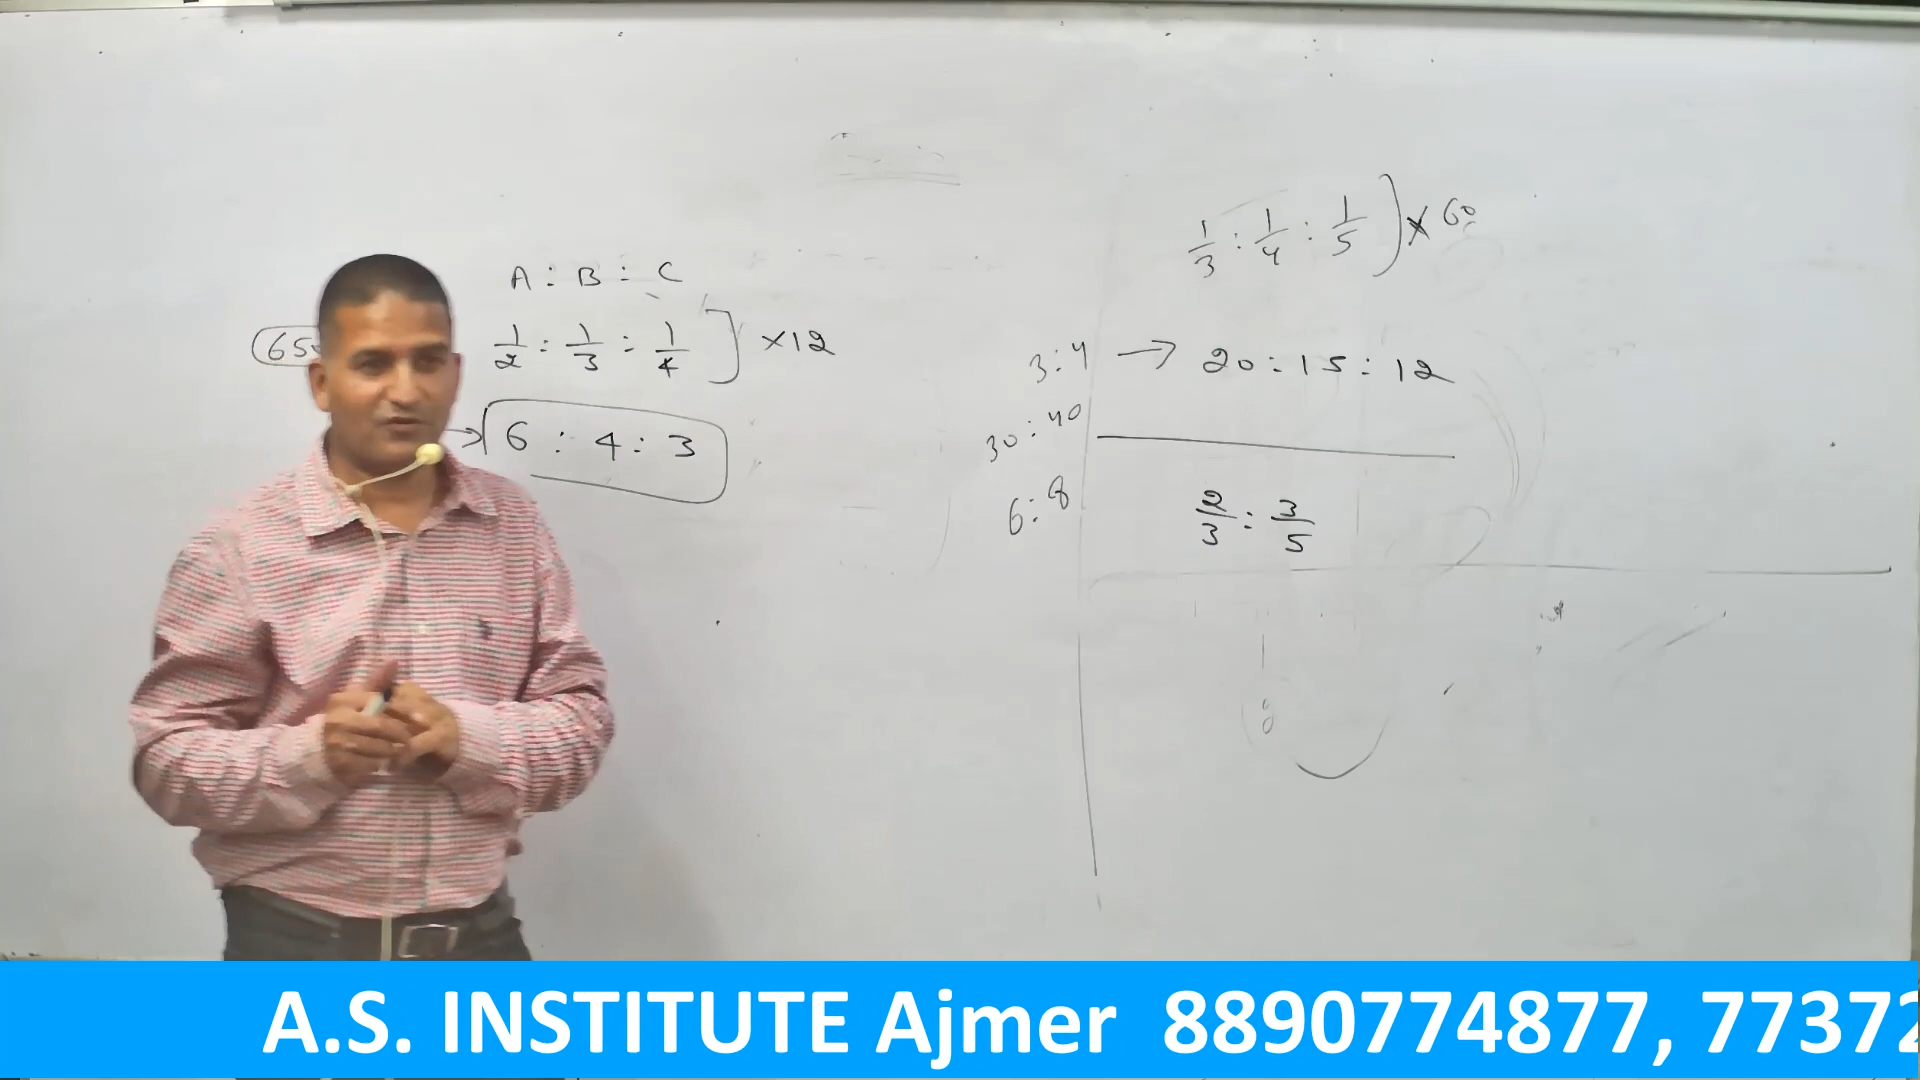 A : B : C
1/2 : 1/3 : 1/4 ] ×12
→ 6 : 4 : 3
1/3 : 1/4 : 1/5 ) × 60
3:4 → 20 : 15 : 12
30:40
6:8
2/3 : 3/5
A.S. INSTITUTE Ajmer 8890774877, 7737